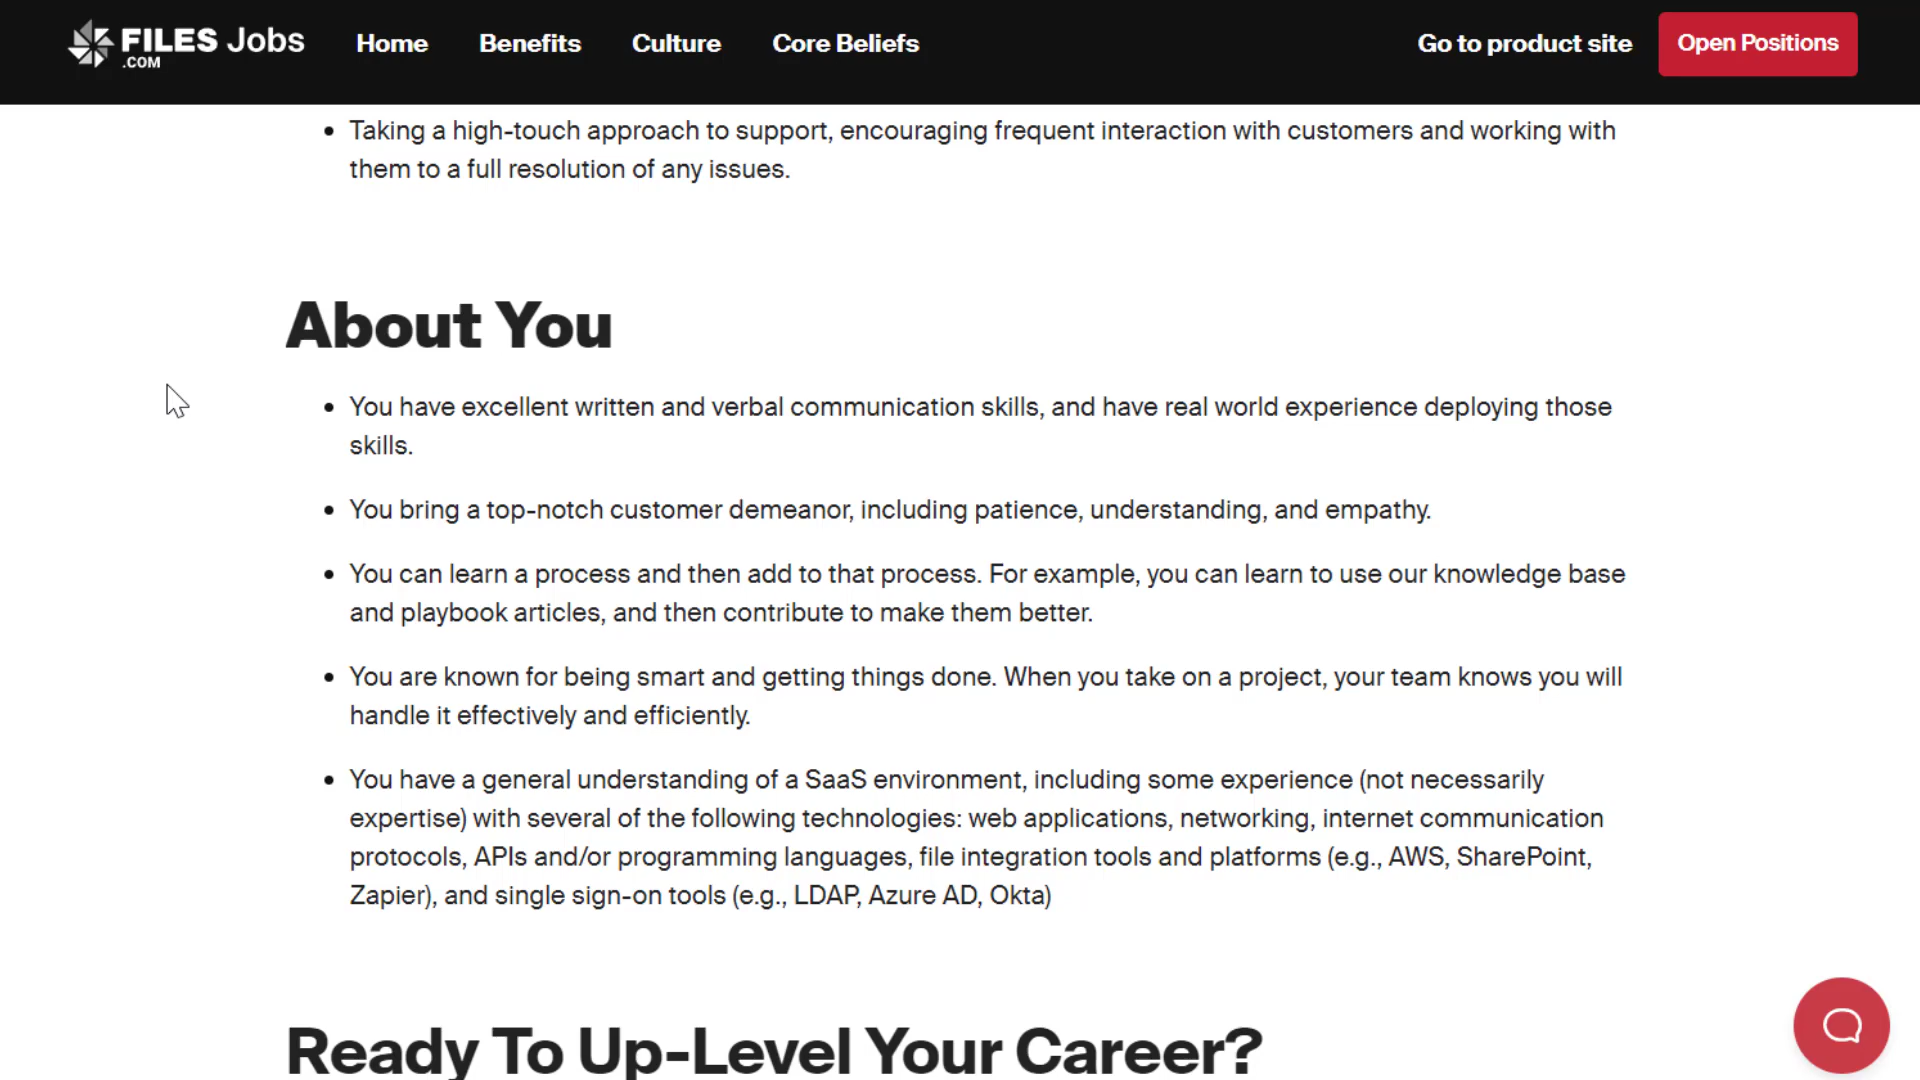 FILES Jobs
.COM
Home Benefits Culture Core Beliefs Go to product site Open Positions
• Taking a high-touch approach to support, encouraging frequent interaction with customers and working with
them to a full resolution of any issues.
About You
• You have excellent written and verbal communication skills, and have real world experience deploying those
skills.
• You bring a top-notch customer demeanor, including patience, understanding, and empathy.
• You can learn a process and then add to that process. For example, you can learn to use our knowledge base
and playbook articles, and then contribute to make them better.
• You are known for being smart and getting things done. When you take on a project, your team knows you will
handle it effectively and efficiently.
• You have a general understanding of a SaaS environment, including some experience (not necessarily
expertise) with several of the following technologies: web applications, networking, internet communication
protocols, APIs and/or programming languages, file integration tools and platforms (e.g., AWS, SharePoint,
Zapier), and single sign-on tools (e.g., LDAP, Azure AD, Okta)
Ready To Up-Level Your Career?